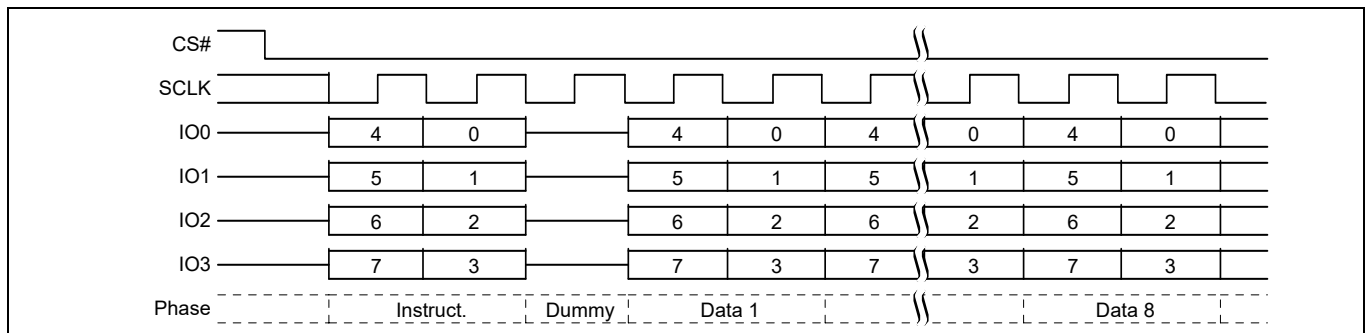 CS#
SCLK
IO0 4 0 4 0 4 0 4 0
IO1 5 1 5 1 5 1 5 1
IO2 6 2 6 2 6 2 6 2
IO3 7 3 7 3 7 3 7 3
Phase Instruct. Dummy Data 1 Data 8